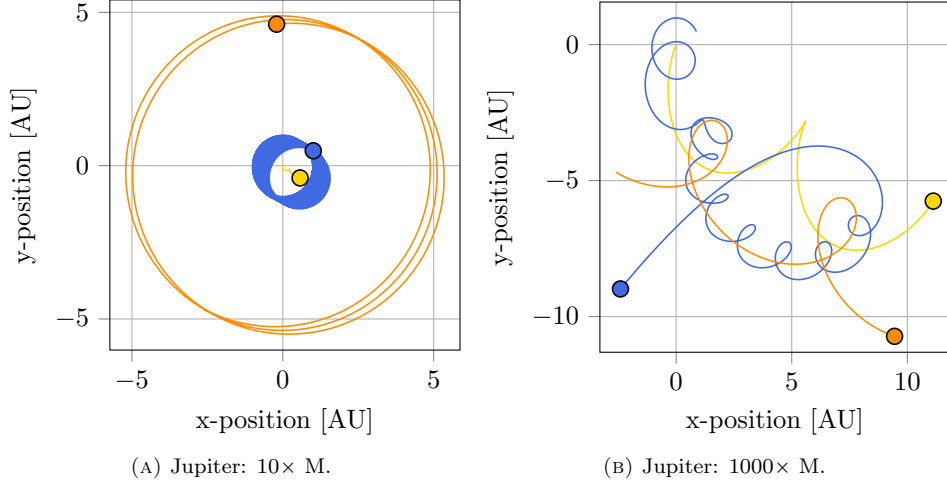 5
0
−5
y-position [AU]
−5
0
5
x-position [AU]
(A) Jupiter: 10× M.
0
−5
−10
y-position [AU]
0
5
10
x-position [AU]
(B) Jupiter: 1000× M.